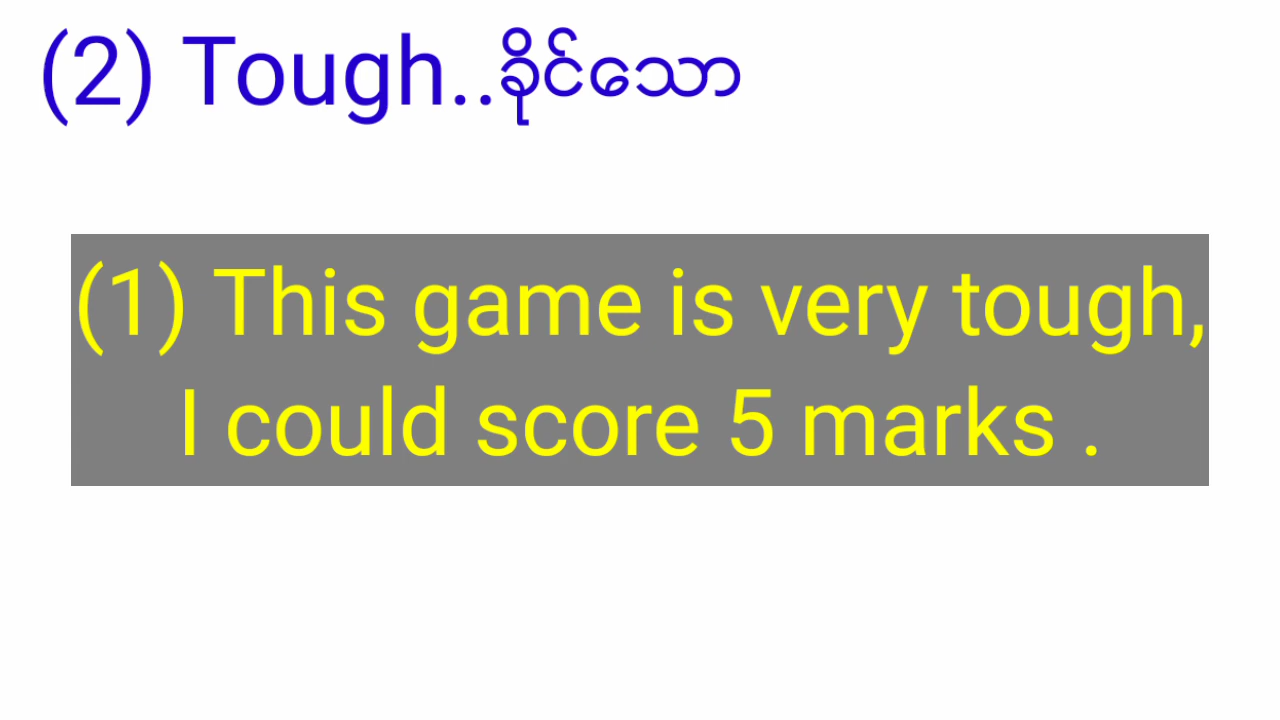 (2) Tough..ခိုင်သော
(1) This game is very tough,
I could score 5 marks .